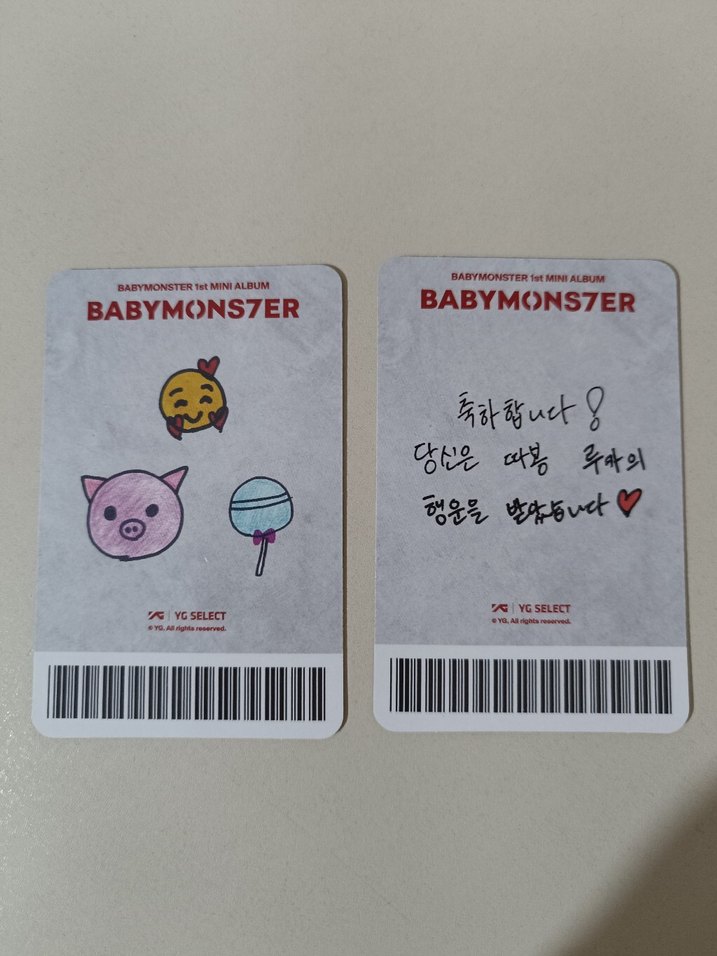 BABYMONSTER 1st MINI ALBUM
BABYMONS7ER
YG | YG SELECT
© YG. All rights reserved.
BABYMONSTER 1st MINI ALBUM
BABYMONS7ER
축하합니다!
당신은 따봉 루카의
행운을 받았습니다♥
YG | YG SELECT
© YG. All rights reserved.